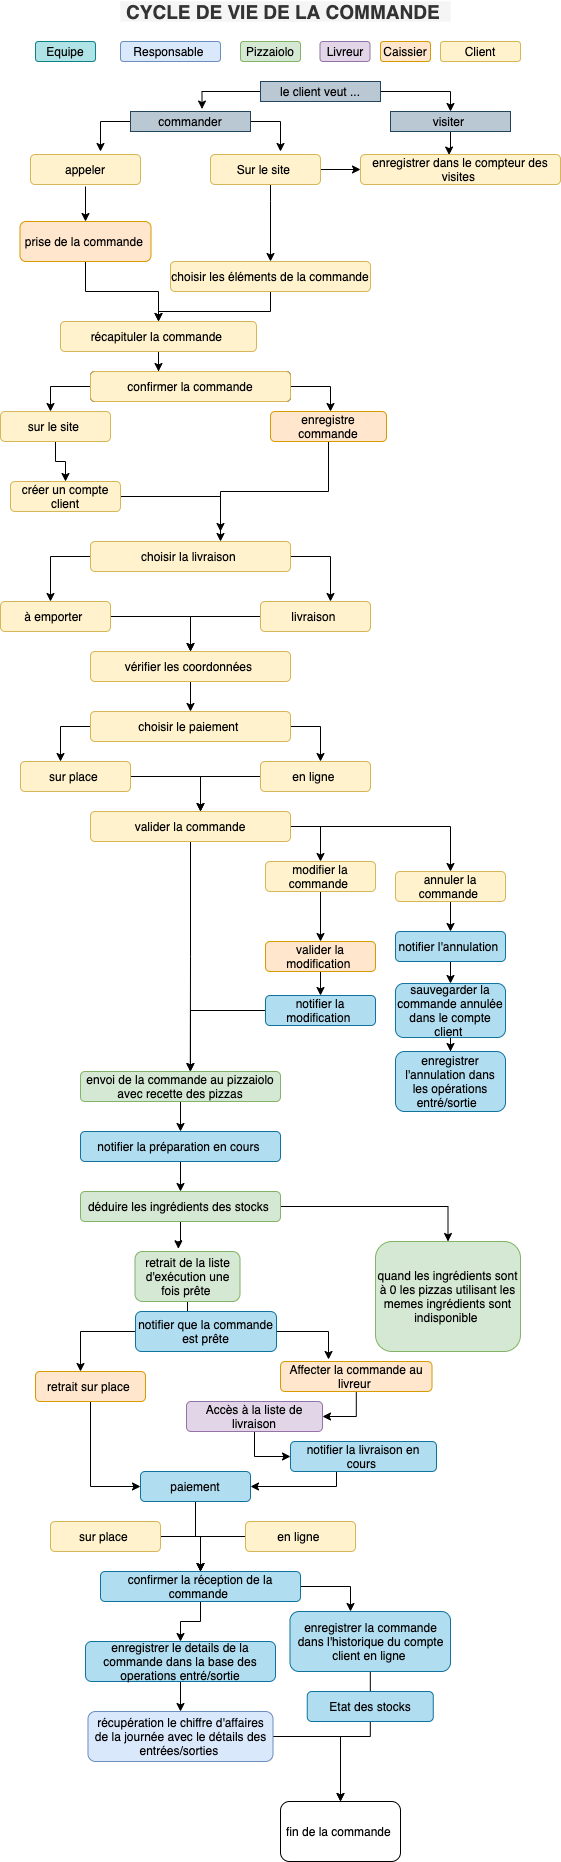 CYCLE DE VIE DE LA COMMANDE
Equipe
Responsable
Pizzaiolo
Livreur
Caissier
Client
le client veut ...
commander
visiter
appeler
Sur le site
enregistrer dans le compteur des
visites
prise de la commande
choisir les éléments de la commande
récapituler la commande
confirmer la commande
sur le site
enregistre
commande
créer un compte
client
choisir la livraison
à emporter
livraison
vérifier les coordonnées
choisir le paiement
sur place
en ligne
valider la commande
modifier la
commande
annuler la
commande
valider la
modification
notifier l'annulation
notifier la
modification
sauvegarder la
commande annulée
dans le compte
client
enregistrer
l'annulation dans
les opérations
entré/sortie
envoi de la commande au pizzaiolo
avec recette des pizzas
notifier la préparation en cours
déduire les ingrédients des stocks
retrait de la liste
d'exécution une
fois prête
quand les ingrédients sont
à 0 les pizzas utilisant les
memes ingrédients sont
indisponible
notifier que la commande
est prête
retrait sur place
Affecter la commande au
livreur
Accès à la liste de
livraison
notifier la livraison en
cours
paiement
sur place
en ligne
confirmer la réception de la
commande
enregistrer la commande
dans l'historique du compte
client en ligne
enregistrer le details de la
commande dans la base des
operations entré/sortie
Etat des stocks
récupération le chiffre d'affaires
de la journée avec le détails des
entrées/sorties
fin de la commande